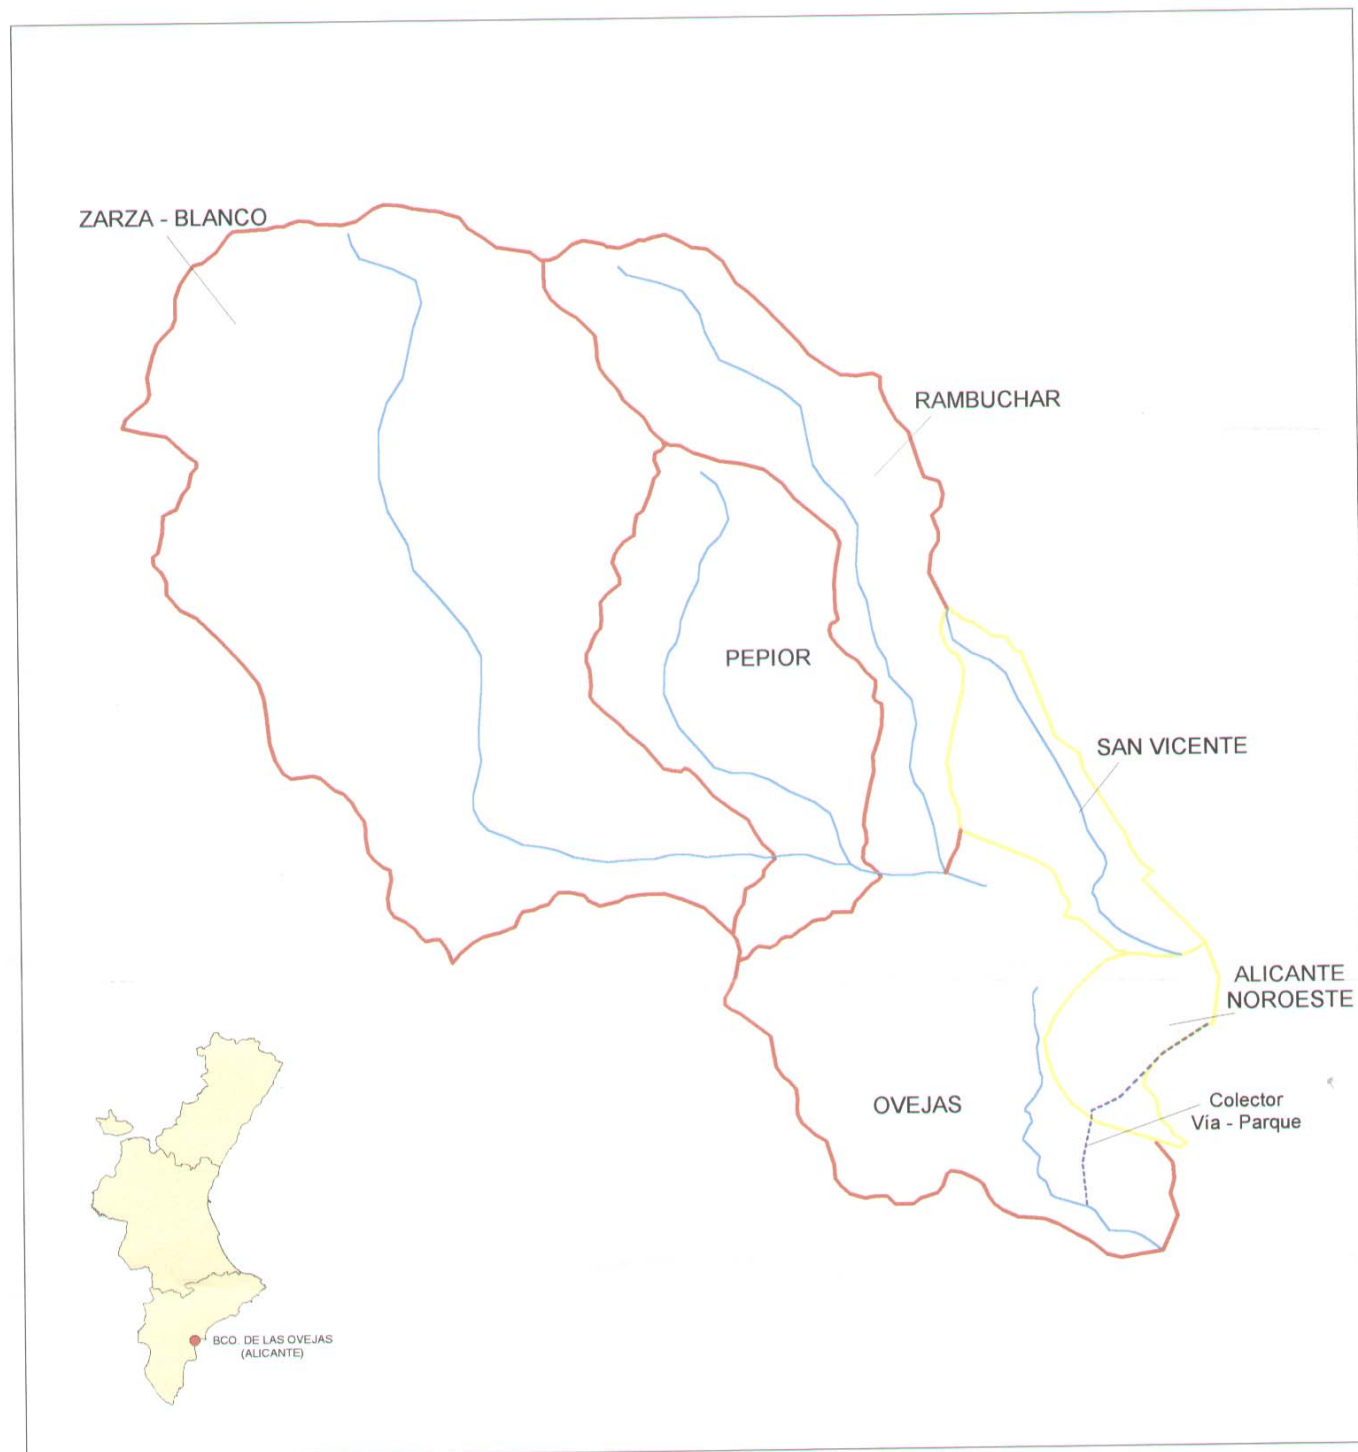 ZARZA - BLANCO
RAMBUCHAR
PEPIOR
SAN VICENTE
ALICANTE
NOROESTE
OVEJAS
Colector
Vía - Parque
BCO. DE LAS OVEJAS
(ALICANTE)